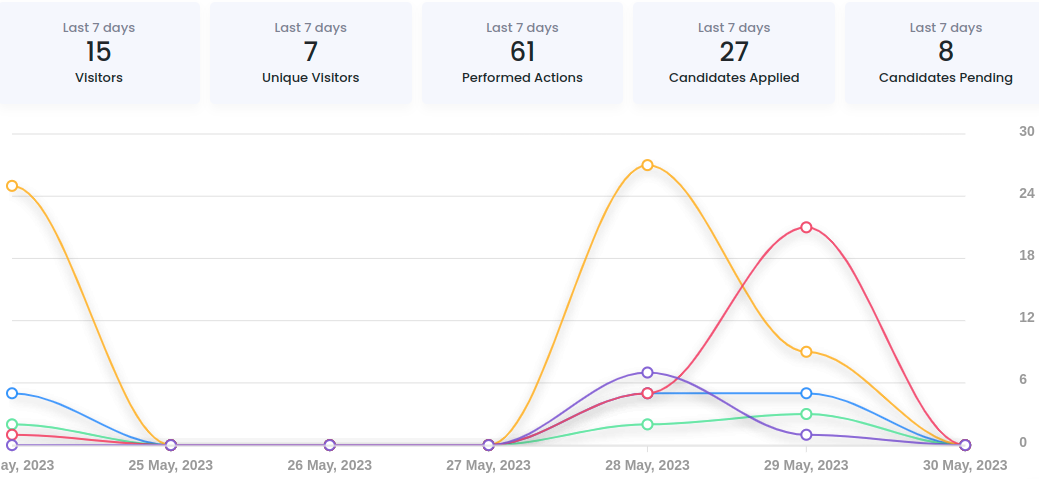 Last 7 days
15
Visitors
Last 7 days
7
Unique Visitors
Last 7 days
61
Performed Actions
Last 7 days
27
Candidates Applied
Last 7 days
8
Candidates Pending
30
24
18
12
6
0
ay, 2023
25 May, 2023
26 May, 2023
27 May, 2023
28 May, 2023
29 May, 2023
30 May, 2023